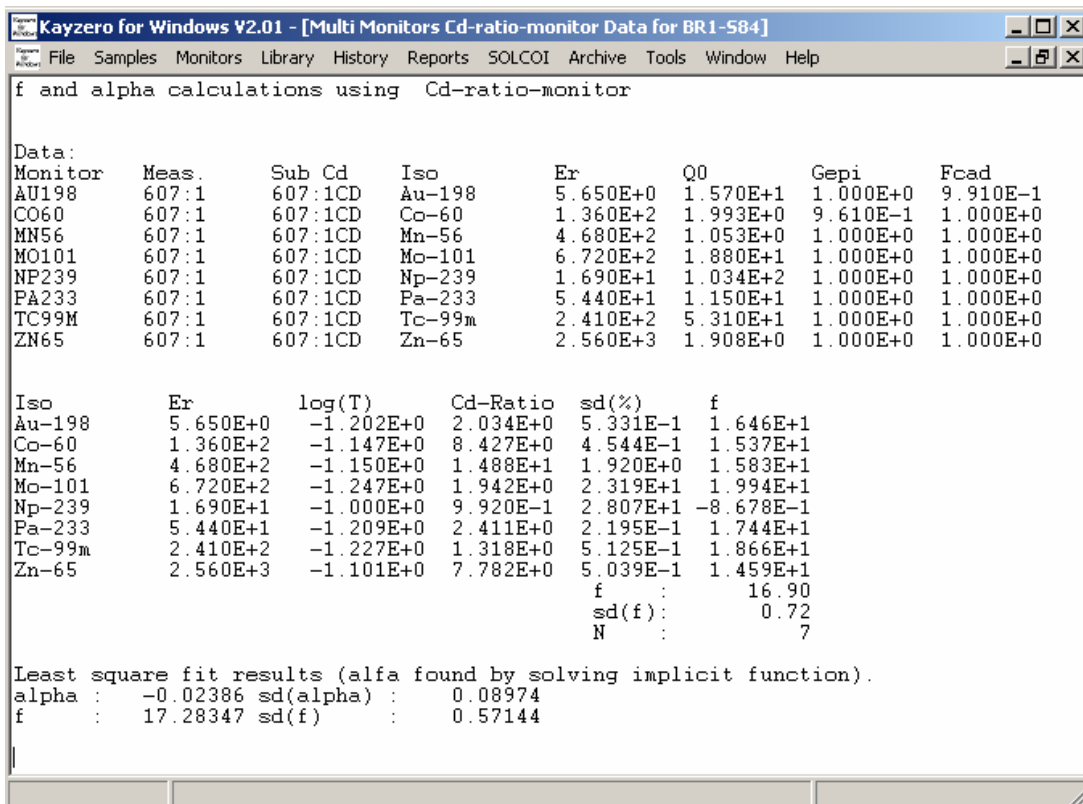 Kayzero for Windows V2.01 - [Multi Monitors Cd-ratio-monitor Data for BR1-S84]
File Samples Monitors Library History Reports SOLCOI Archive Tools Window Help
f and alpha calculations using Cd-ratio-monitor
Data:
Monitor Meas. Sub Cd Iso Er Q0 Gepi Fcad
AU198 607:1 607:1CD Au-198 5.650E+0 1.570E+1 1.000E+0 9.910E-1
CO60 607:1 607:1CD Co-60 1.360E+2 1.993E+0 9.610E-1 1.000E+0
MN56 607:1 607:1CD Mn-56 4.680E+2 1.053E+0 1.000E+0 1.000E+0
MO101 607:1 607:1CD Mo-101 6.720E+2 1.880E+1 1.000E+0 1.000E+0
NP239 607:1 607:1CD Np-239 1.690E+1 1.034E+2 1.000E+0 1.000E+0
PA233 607:1 607:1CD Pa-233 5.440E+1 1.150E+1 1.000E+0 1.000E+0
TC99M 607:1 607:1CD Tc-99m 2.410E+2 5.310E+1 1.000E+0 1.000E+0
ZN65 607:1 607:1CD Zn-65 2.560E+3 1.908E+0 1.000E+0 1.000E+0
Iso Er log(T) Cd-Ratio sd(%) f
Au-198 5.650E+0 -1.202E+0 2.034E+0 5.331E-1 1.646E+1
Co-60 1.360E+2 -1.147E+0 8.427E+0 4.544E-1 1.537E+1
Mn-56 4.680E+2 -1.150E+0 1.488E+1 1.920E+0 1.583E+1
Mo-101 6.720E+2 -1.247E+0 1.942E+0 2.319E+1 1.994E+1
Np-239 1.690E+1 -1.000E+0 9.920E-1 2.807E+1 -8.678E-1
Pa-233 5.440E+1 -1.209E+0 2.411E+0 2.195E-1 1.744E+1
Tc-99m 2.410E+2 -1.227E+0 1.318E+0 5.125E-1 1.866E+1
Zn-65 2.560E+3 -1.101E+0 7.782E+0 5.039E-1 1.459E+1
f : 16.90
sd(f): 0.72
N : 7
Least square fit results (alfa found by solving implicit function).
alpha : -0.02386 sd(alpha) : 0.08974
f : 17.28347 sd(f) : 0.57144